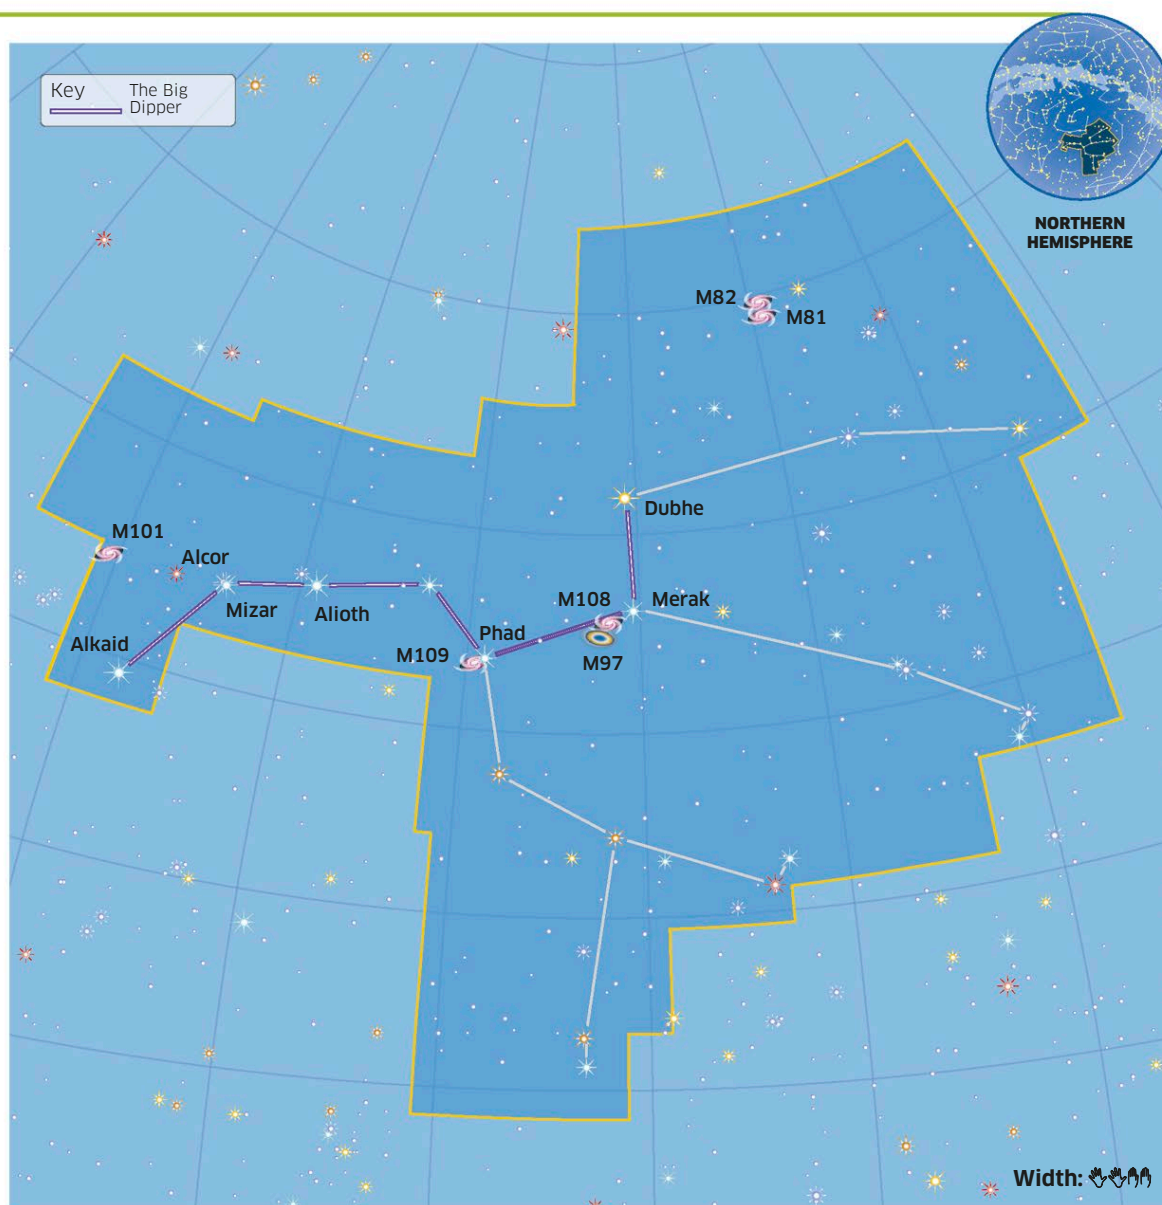 Key
The Big
Dipper
NORTHERN
HEMISPHERE
M82
M81
Dubhe
M101
Alcor
Mizar
Alioth
M108
Merak
Phad
Alkaid
M109
M97
Width: